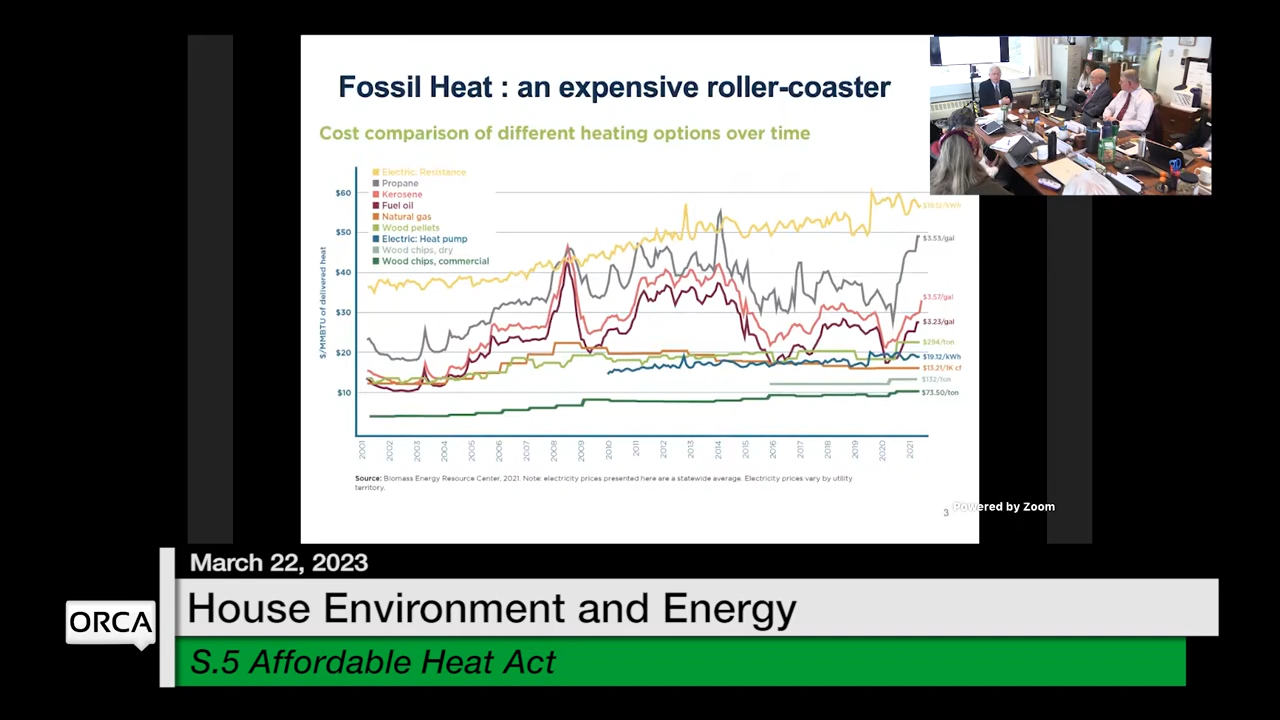 Fossil Heat : an expensive roller-coaster
Cost comparison of different heating options over time
Electric: Resistance
Propane
Kerosene
Fuel oil
Natural gas
Wood pellets
Electric: Heat pump
Wood chips, dry
Wood chips, commercial
$/MMBTU of delivered heat
$60
$50
$40
$30
$20
$10
$3.53/gal
$3.57/gal
$3.23/gal
$294/ton
$19.12/kWh
$13.21/1K cf
$132/ton
$73.50/ton
2001 2002 2003 2004 2005 2006 2007 2008 2009 2010 2011 2012 2013 2014 2015 2016 2017 2018 2019 2020 2021
Source: Biomass Energy Resource Center, 2021. Note: electricity prices presented here are a statewide average. Electricity prices vary by utility
territory.
3
Powered by Zoom
March 22, 2023
House Environment and Energy
ORCA
S.5 Affordable Heat Act